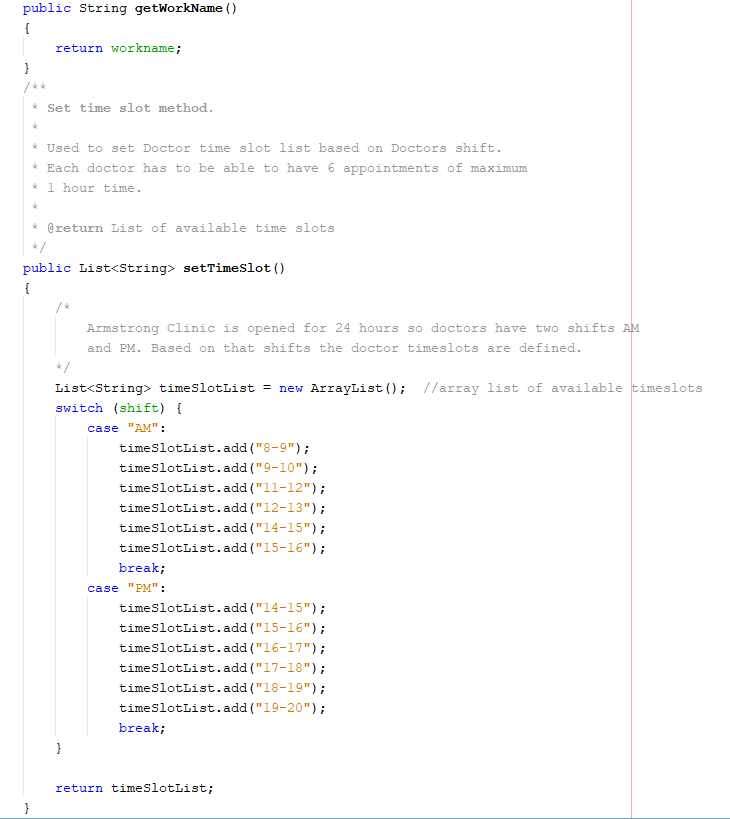 public String getWorkName()
{
    return workname;
}
/**
 * Set time slot method.
 *
 * Used to set Doctor time slot list based on Doctors shift.
 * Each doctor has to be able to have 6 appointments of maximum
 * 1 hour time.
 *
 * @return List of available time slots
 */
public List<String> setTimeSlot()
{
    /*
        Armstrong Clinic is opened for 24 hours so doctors have two shifts AM
        and PM. Based on that shifts the doctor timeslots are defined.
    */
    List<String> timeSlotList = new ArrayList();  //array list of available timeslots
    switch (shift) {
        case "AM":
            timeSlotList.add("8-9");
            timeSlotList.add("9-10");
            timeSlotList.add("11-12");
            timeSlotList.add("12-13");
            timeSlotList.add("14-15");
            timeSlotList.add("15-16");
            break;
        case "PM":
            timeSlotList.add("14-15");
            timeSlotList.add("15-16");
            timeSlotList.add("16-17");
            timeSlotList.add("17-18");
            timeSlotList.add("18-19");
            timeSlotList.add("19-20");
            break;
    }

    return timeSlotList;
}